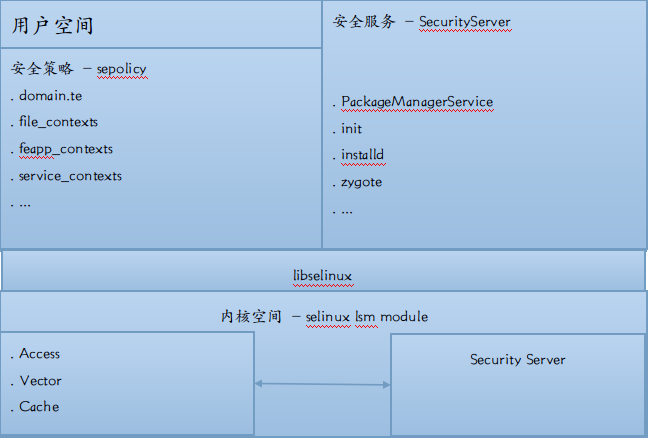 用户空间
安全策略 – sepolicy
. domain.te
. file_contexts
. feapp_contexts
. service_contexts
. ...
安全服务 – SecurityServer
. PackageManagerService
. init
. installd
. zygote
. ...
libselinux
内核空间 – selinux lsm module
. Access
. Vector
. Cache
Security Server